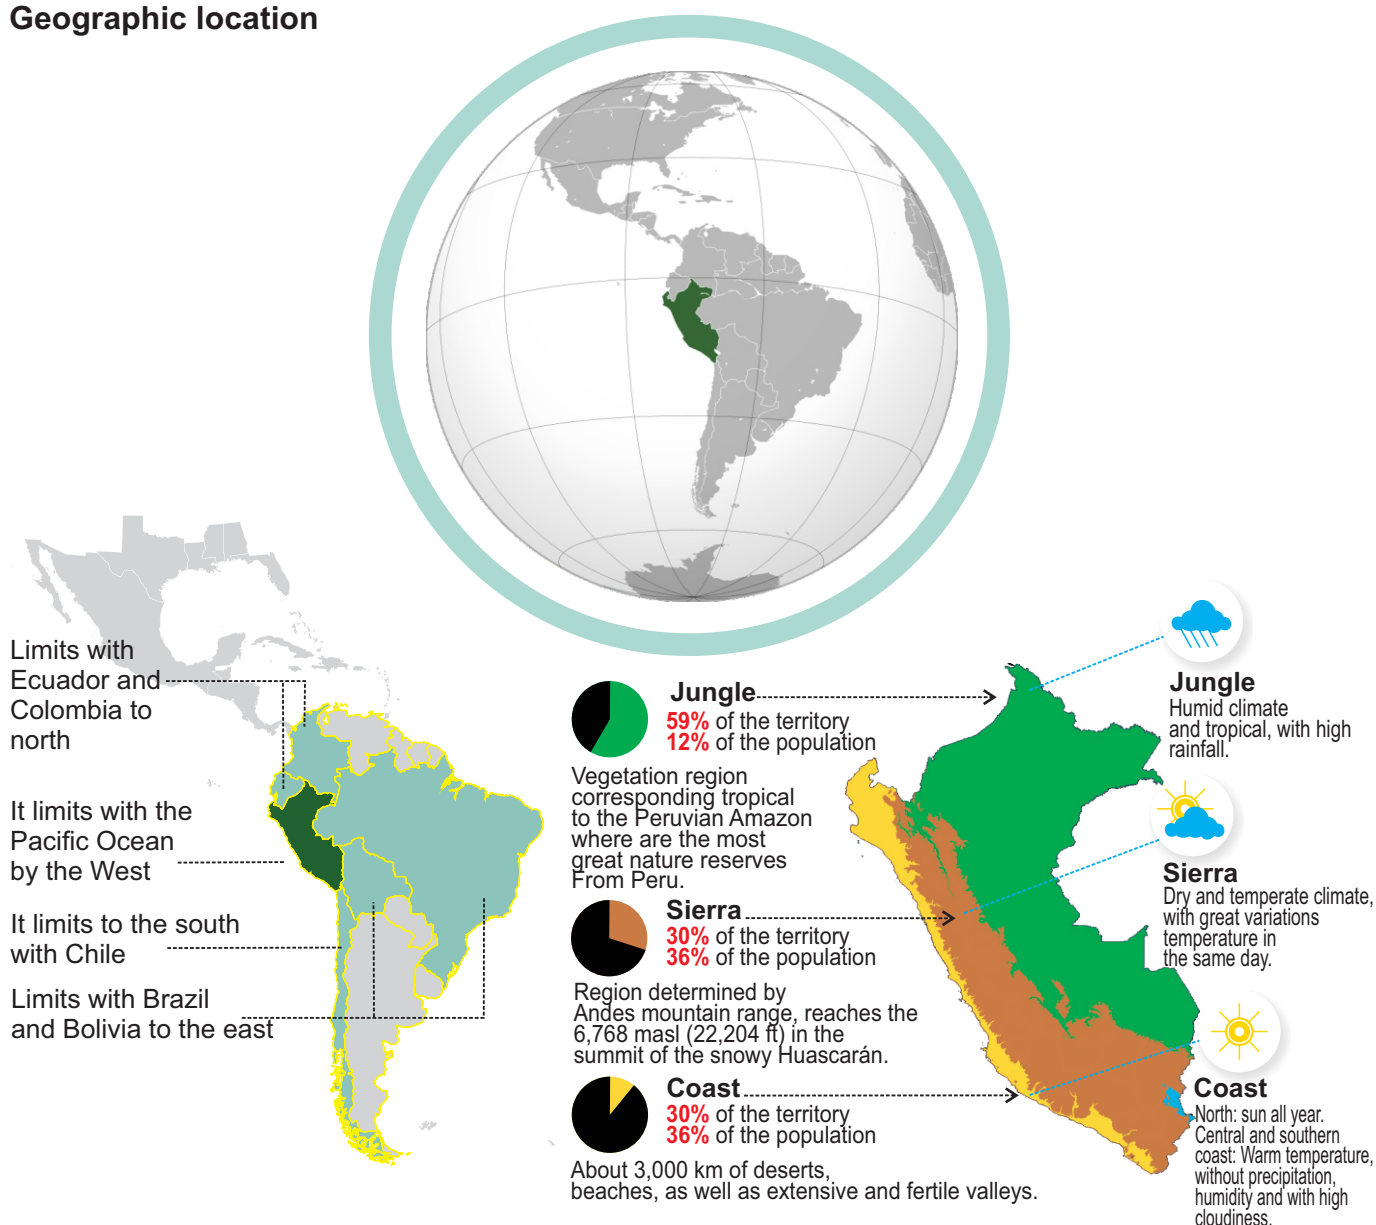 Geographic location
Limits with
Ecuador and
Colombia to
north
It limits with the
Pacific Ocean
by the West
It limits to the south
with Chile
Limits with Brazil
and Bolivia to the east
Jungle
59% of the territory
12% of the population
Vegetation region
corresponding tropical
to the Peruvian Amazon
where are the most
great nature reserves
From Peru.
Sierra
30% of the territory
36% of the population
Region determined by
Andes mountain range, reaches the
6,768 masl (22,204 ft) in the
summit of the snowy Huascarán.
Coast
30% of the territory
36% of the population
About 3,000 km of deserts,
beaches, as well as extensive and fertile valleys.
Jungle
Humid climate
and tropical, with high
rainfall.
Sierra
Dry and temperate climate,
with great variations
temperature in
the same day.
Coast
North: sun all year.
Central and southern
coast: Warm temperature,
without precipitation,
humidity and with high
cloudiness.